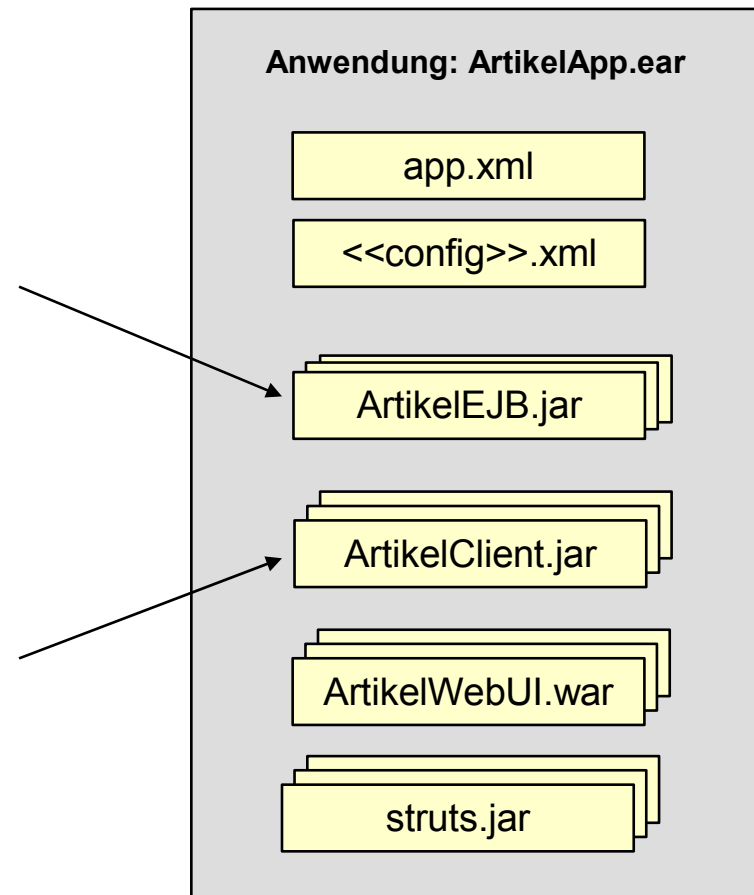 Anwendung: ArtikelApp.ear
app.xml
<<config>>.xml
ArtikelEJB.jar
ArtikelClient.jar
ArtikelWebUI.war
struts.jar